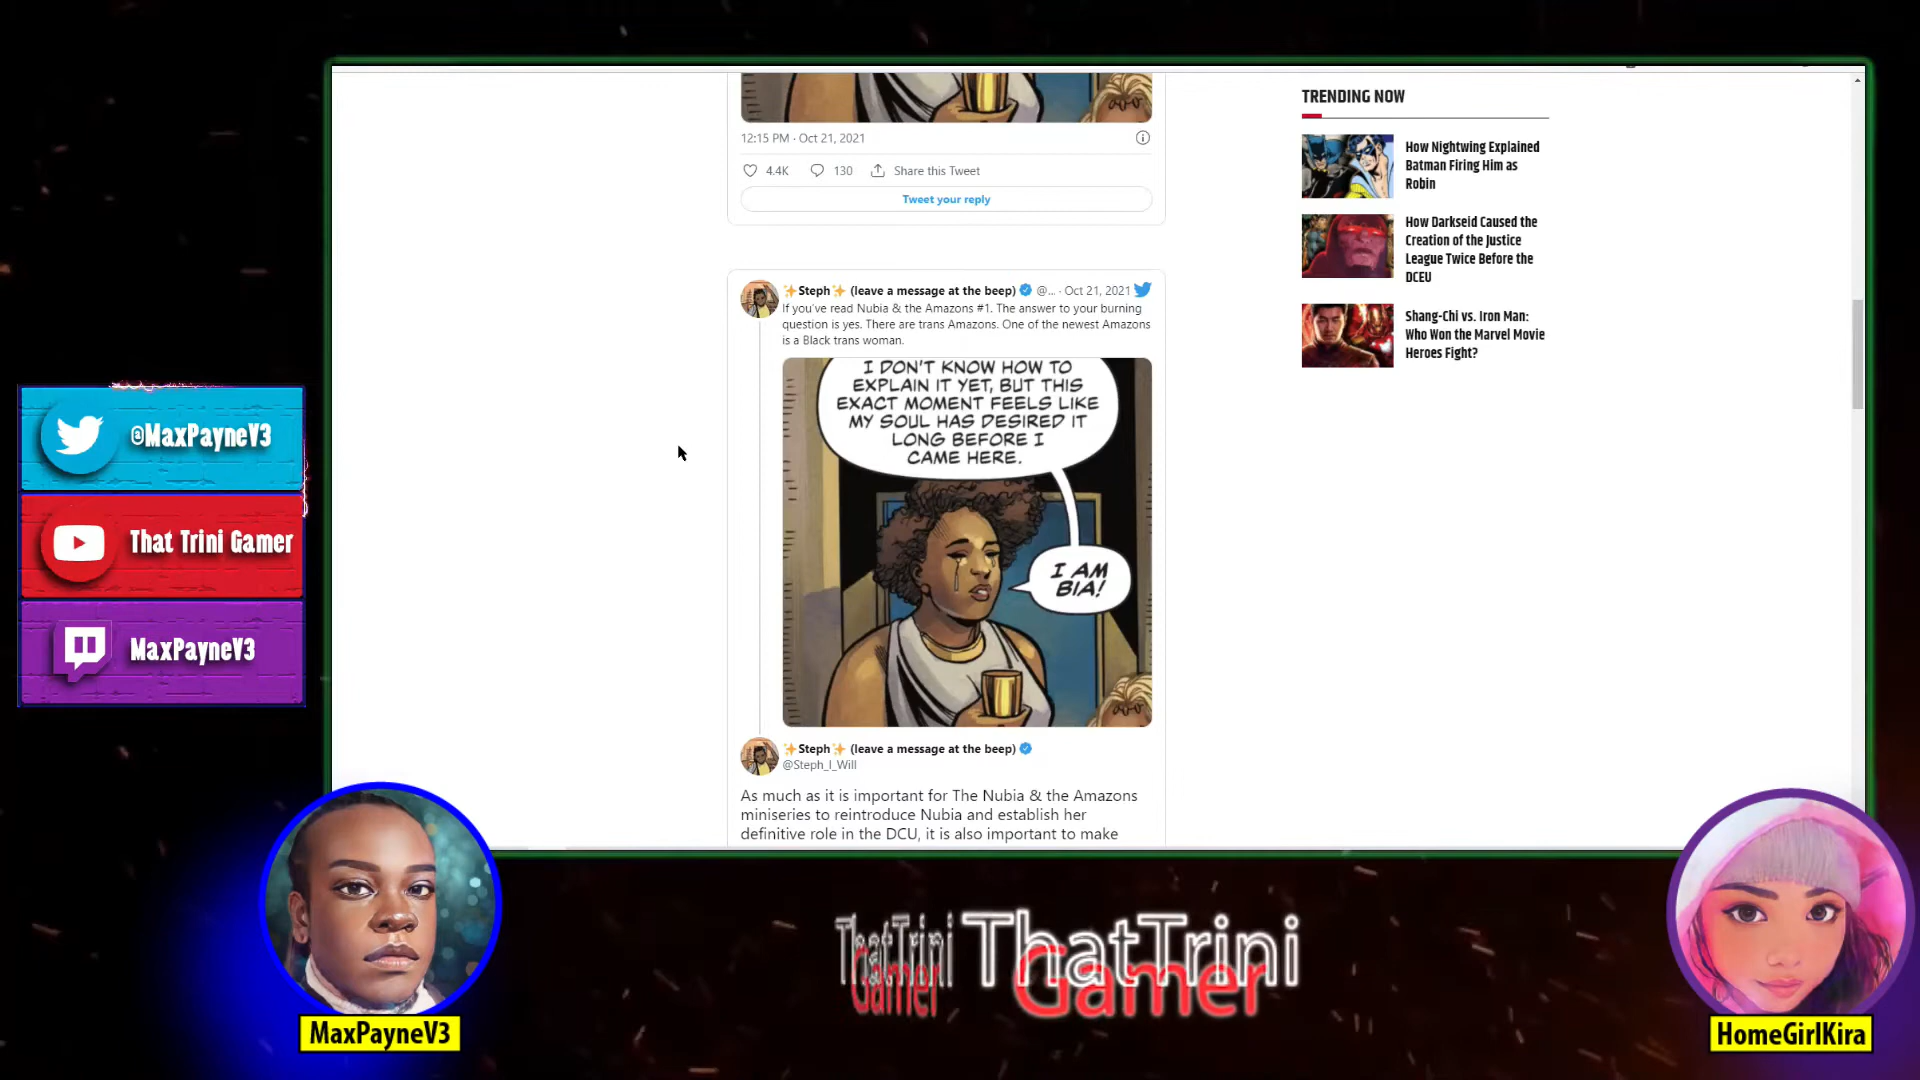 12:15 PM · Oct 21, 2021
4.4K 130 Share this Tweet
Tweet your reply
✨Steph✨ (leave a message at the beep) @... · Oct 21, 2021
If you've read Nubia & the Amazons #1. The answer to your burning
question is yes. There are trans Amazons. One of the newest Amazons
is a Black trans woman.
I DON'T KNOW HOW TO
EXPLAIN IT YET, BUT THIS
EXACT MOMENT FEELS LIKE
MY SOUL HAS DESIRED IT
LONG BEFORE I
CAME HERE.
I AM
BIA!
✨Steph✨ (leave a message at the beep)
@Steph_I_Will
As much as it is important for The Nubia & the Amazons
miniseries to reintroduce Nubia and establish her
definitive role in the DCU, it is also important to make
TRENDING NOW
How Nightwing Explained
Batman Firing Him as
Robin
How Darkseid Caused the
Creation of the Justice
League Twice Before the
DCEU
Shang-Chi vs. Iron Man:
Who Won the Marvel Movie
Heroes Fight?
@MaxPayneV3
That Trini Gamer
MaxPayneV3
MaxPayneV3
ThatTrini
Gamer
ThatTrini
Gamer
HomeGirlKira